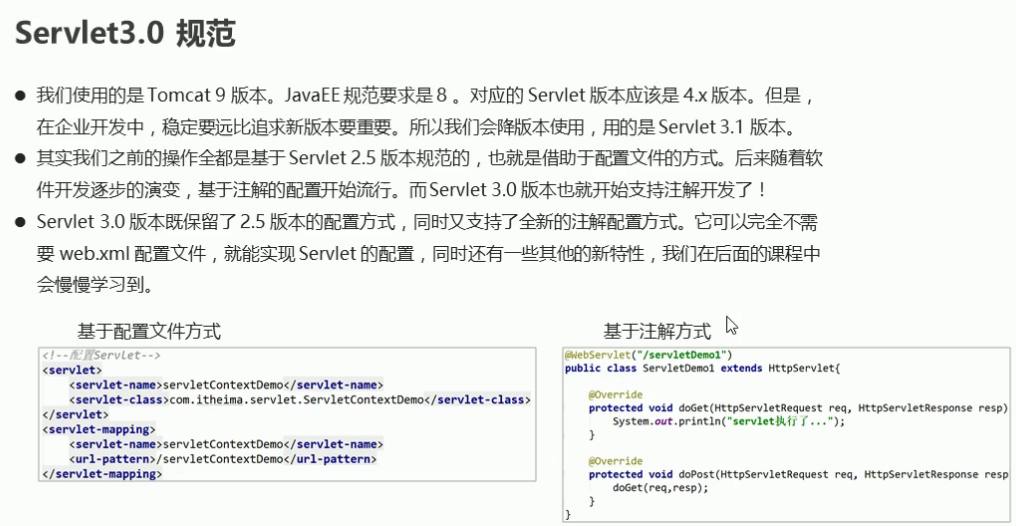 Servlet3.0 规范
● 我们使用的是 Tomcat 9 版本。JavaEE 规范要求是 8 。对应的 Servlet 版本应该是 4.x 版本。但是，
在企业开发中，稳定要远比追求新版本要重要。所以我们会降版本使用，用的是 Servlet 3.1 版本。
● 其实我们之前的操作全都是基于 Servlet 2.5 版本规范的，也就是借助于配置文件的方式。后来随着软
件开发逐步的演变，基于注解的配置开始流行。而 Servlet 3.0 版本也就开始支持注解开发了！
● Servlet 3.0 版本既保留了 2.5 版本的配置方式，同时又支持了全新的注解配置方式。它可以完全不需
要 web.xml 配置文件，就能实现 Servlet 的配置，同时还有一些其他的新特性，我们在后面的课程中
会慢慢学习到。
基于配置文件方式
<!--配置Servlet-->
<servlet>
    <servlet-name>servletContextDemo</servlet-name>
    <servlet-class>com.itheima.servlet.ServletContextDemo</servlet-class>
</servlet>
<servlet-mapping>
    <servlet-name>servletContextDemo</servlet-name>
    <url-pattern>/servletContextDemo</url-pattern>
</servlet-mapping>
基于注解方式
@WebServlet("/servletDemo1")
public class ServletDemo1 extends HttpServlet{
    @Override
    protected void doGet(HttpServletRequest req, HttpServletResponse resp)
        System.out.println("servlet执行了...");
    }
    @Override
    protected void doPost(HttpServletRequest req, HttpServletResponse resp
        doGet(req,resp);
    }
}